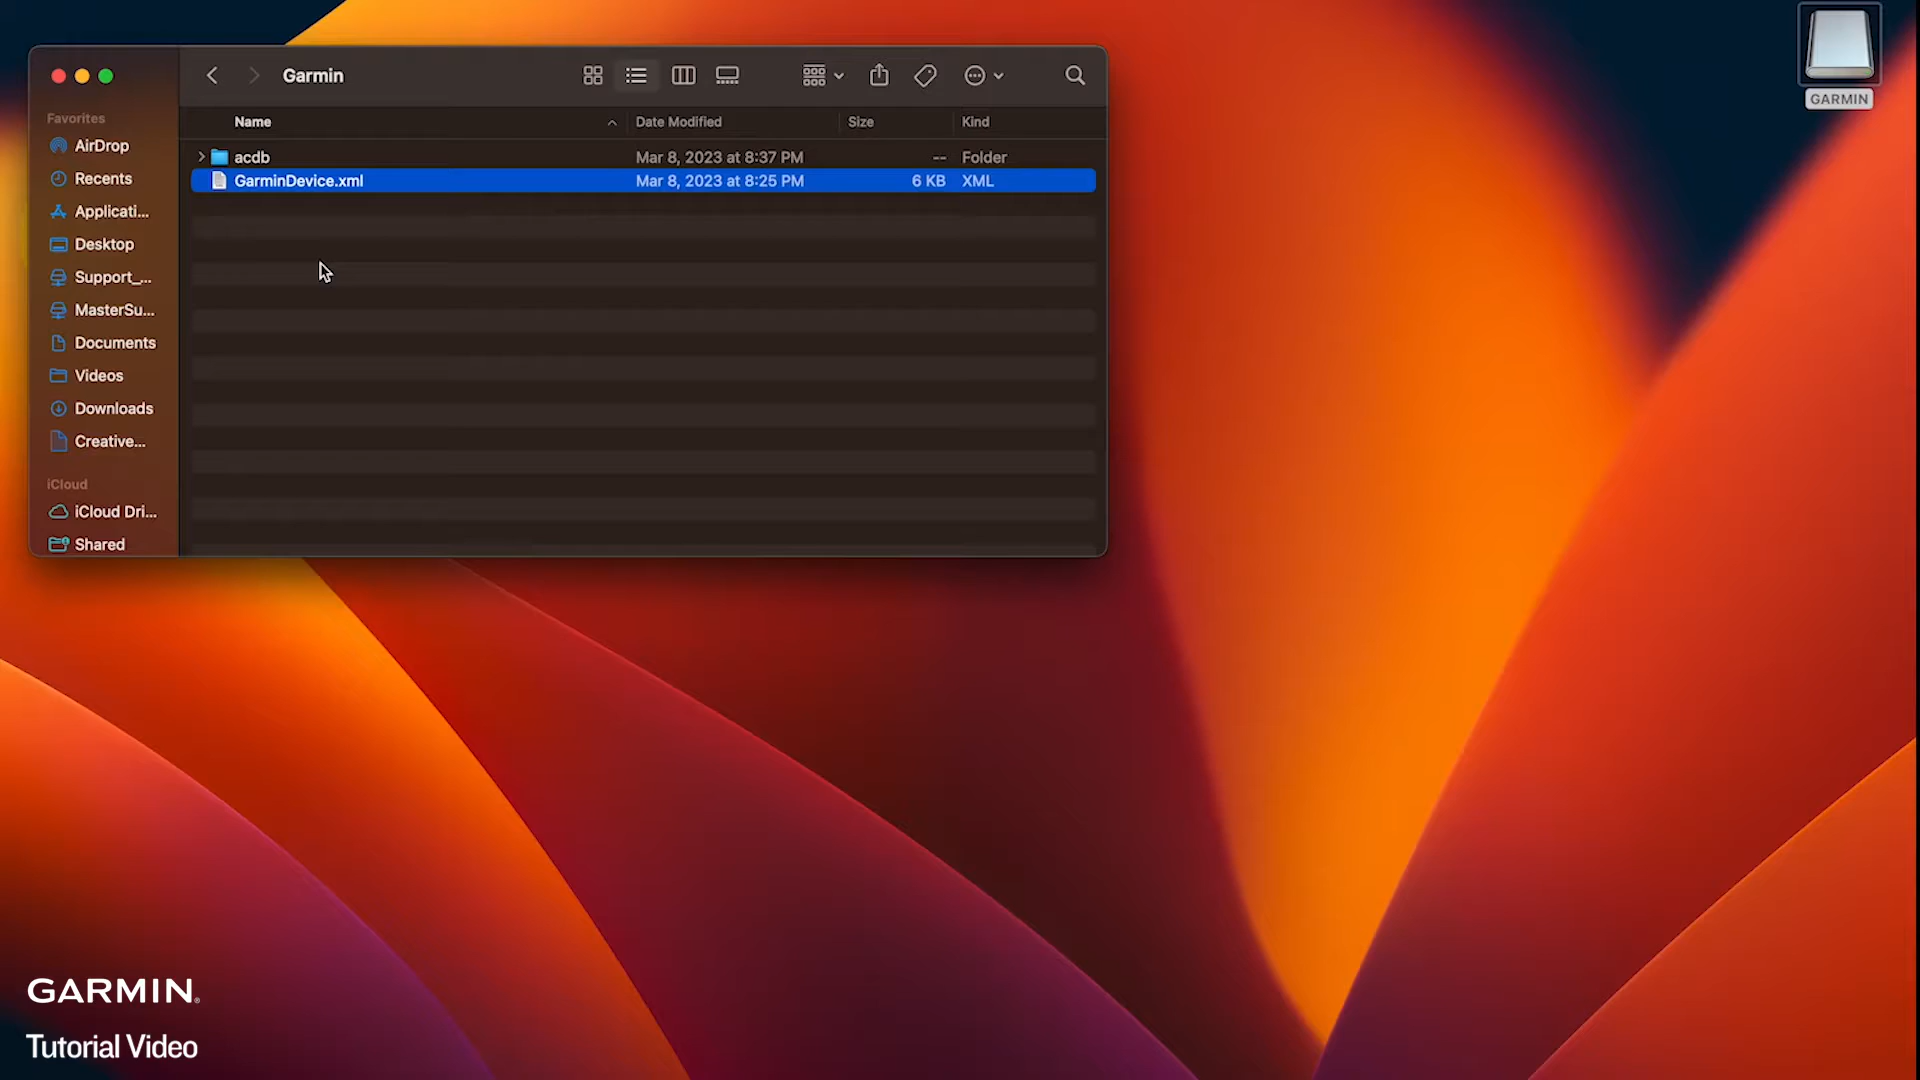 GARMIN
Garmin
Favorites
AirDrop
Recents
Applicati...
Desktop
Support_...
MasterSu...
Documents
Videos
Downloads
Creative...
iCloud
iCloud Dri...
Shared
Name Date Modified Size Kind
acdb Mar 8, 2023 at 8:37 PM -- Folder
GarminDevice.xml Mar 8, 2023 at 8:25 PM 6 KB XML
GARMIN®
Tutorial Video